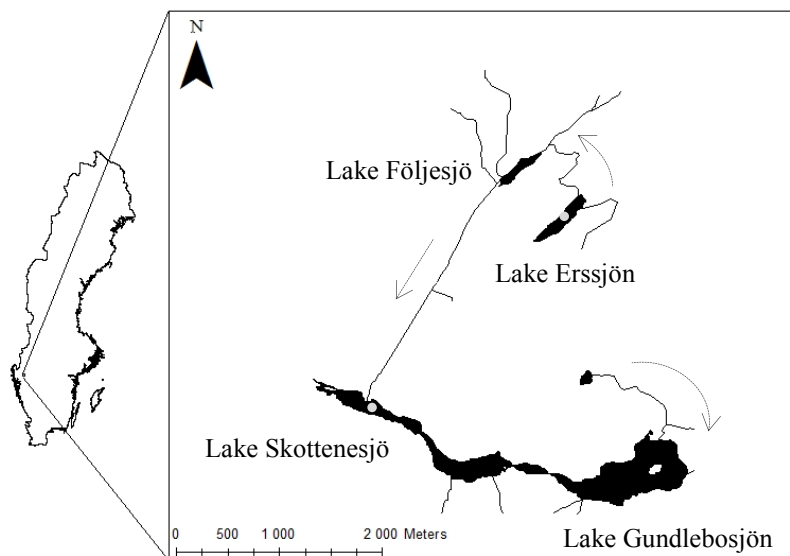 N
Lake Följesjö
Lake Erssjön
Lake Skottenesjö
Lake Gundlebosjön
0 500 1 000 2 000 Meters